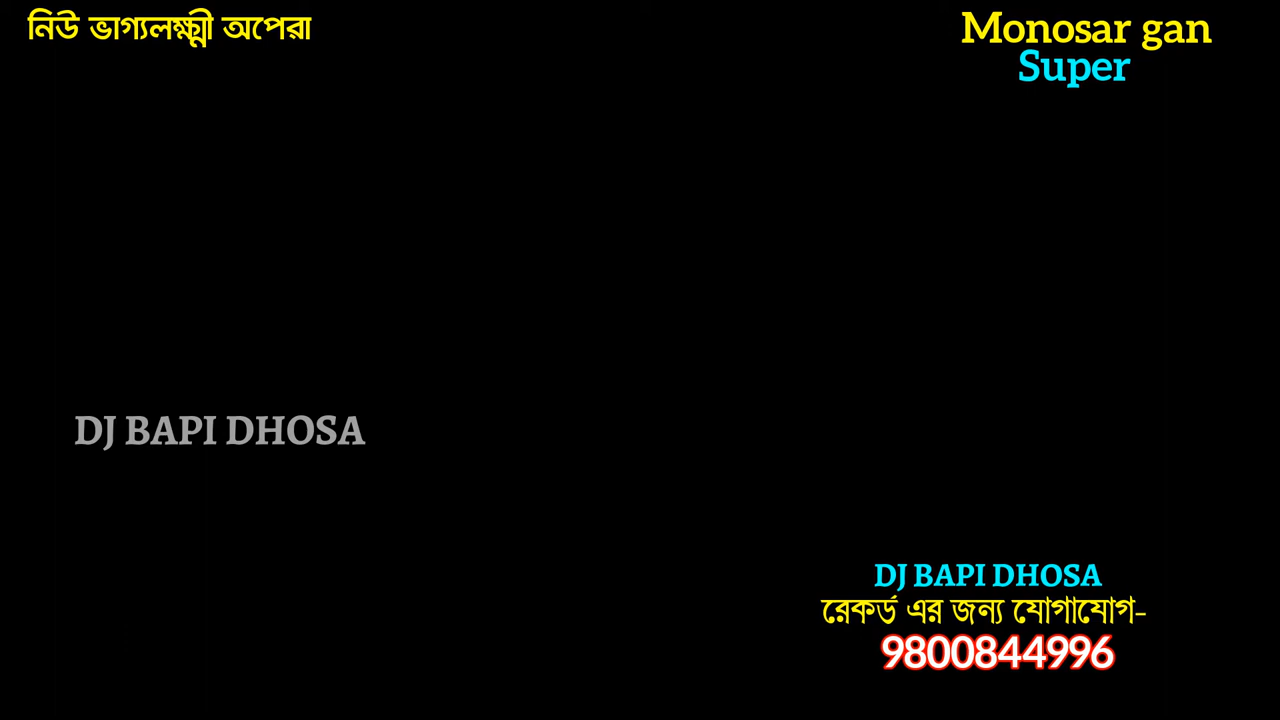 নিউ ভাগ্যলক্ষ্মী অপেরা
Monosar gan
Super
DJ BAPI DHOSA
DJ BAPI DHOSA
রেকর্ড এর জন্য যোগাযোগ-
9800844996